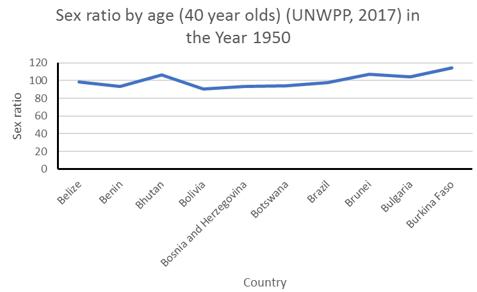 Sex ratio by age (40 year olds) (UNWPP, 2017) in
the Year 1950
120
100
80
60
40
20
0
Sex ratio
Belize
Benin
Bhutan
Bolivia
Bosnia and Herzegovina
Botswana
Brazil
Brunei
Bulgaria
Burkina Faso
Country